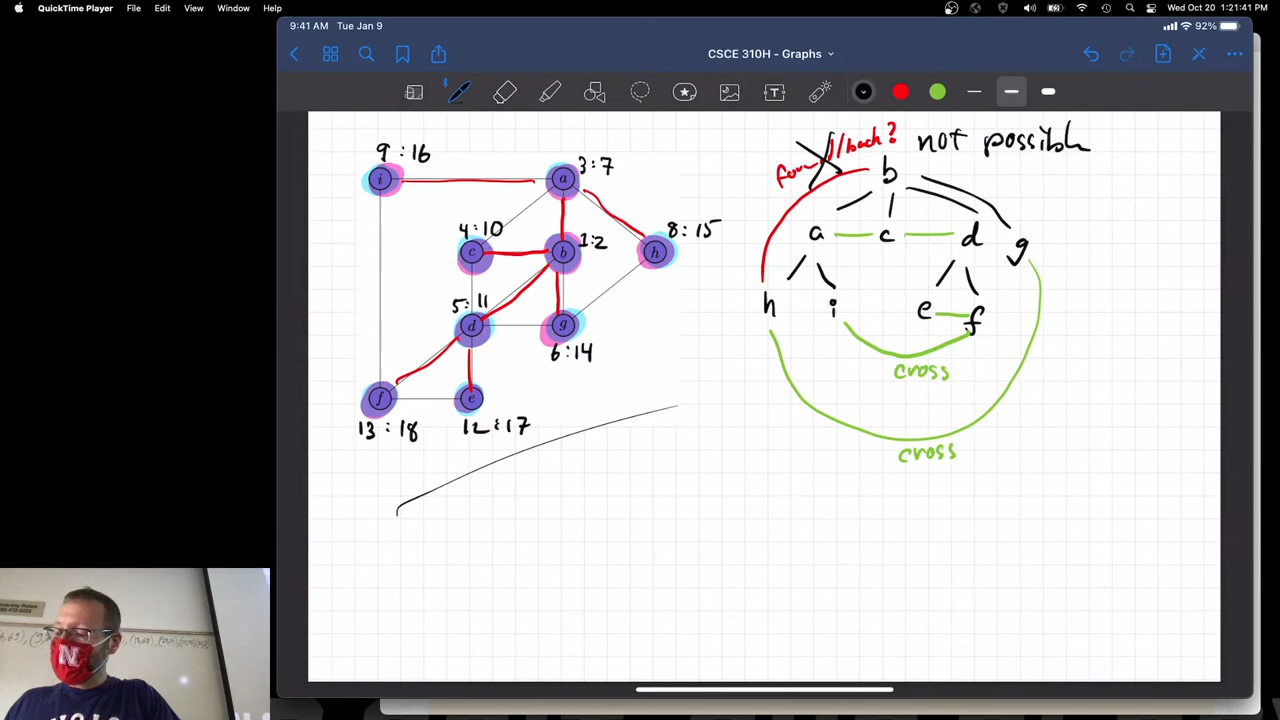 QuickTime Player File Edit View Window Help
Wed Oct 20 1:21:41 PM
9:41 AM Tue Jan 9
92%
CSCE 310H - Graphs
T
9 : 16
3 : 7
i
a
4 : 10
1 : 2
8 : 15
c
b
h
5 : 11
d
g
6 : 14
f
e
13 : 18
12 : 17
//back? not possible
b
a c d g
h i e f
cross
cross
N